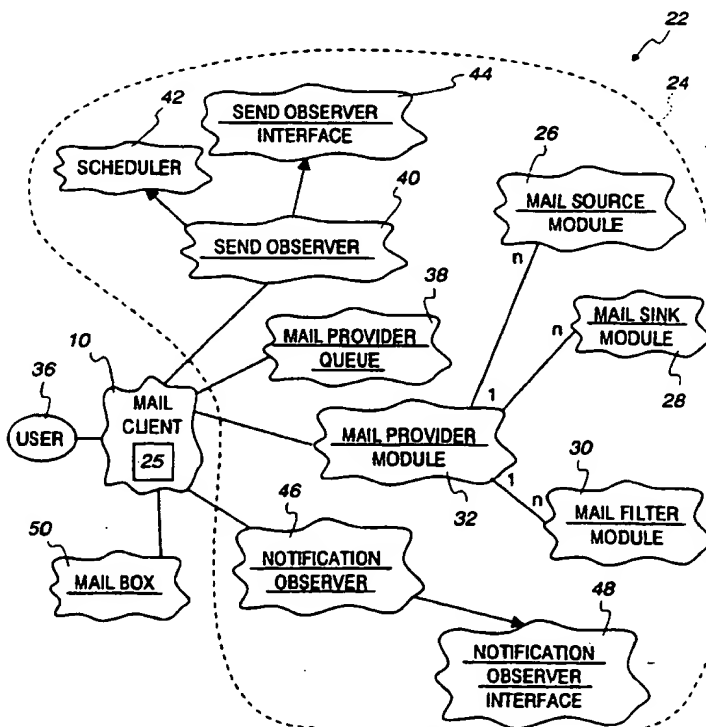 22
24
44
SEND OBSERVER
INTERFACE
42
SCHEDULER
26
MAIL SOURCE
MODULE
n
40
SEND OBSERVER
38
MAIL PROVIDER
QUEUE
n
MAIL SINK
MODULE
28
10
MAIL
CLIENT
25
36
USER
1
MAIL PROVIDER
MODULE
32
1
n
30
MAIL FILTER
MODULE
46
NOTIFICATION
OBSERVER
50
MAIL BOX
48
NOTIFICATION
OBSERVER
INTERFACE